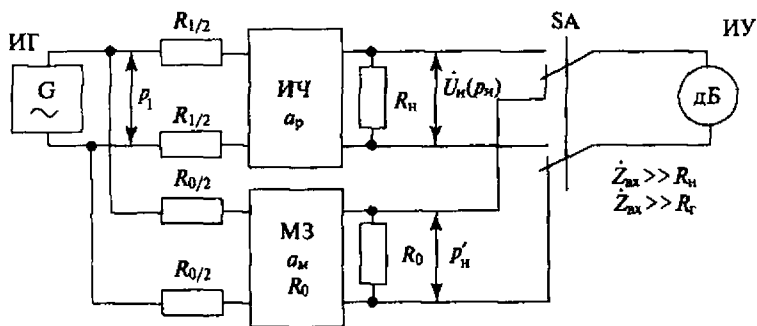 ИГ
G
~
p₁
R₁/₂
R₁/₂
ИЧ
aₚ
Rн
U̇н(pн)
SA
ИУ
дБ
R₀/₂
R₀/₂
МЗ
aм
R₀
R₀
p′н
Żвх >> Rн
Żвх >> Rг